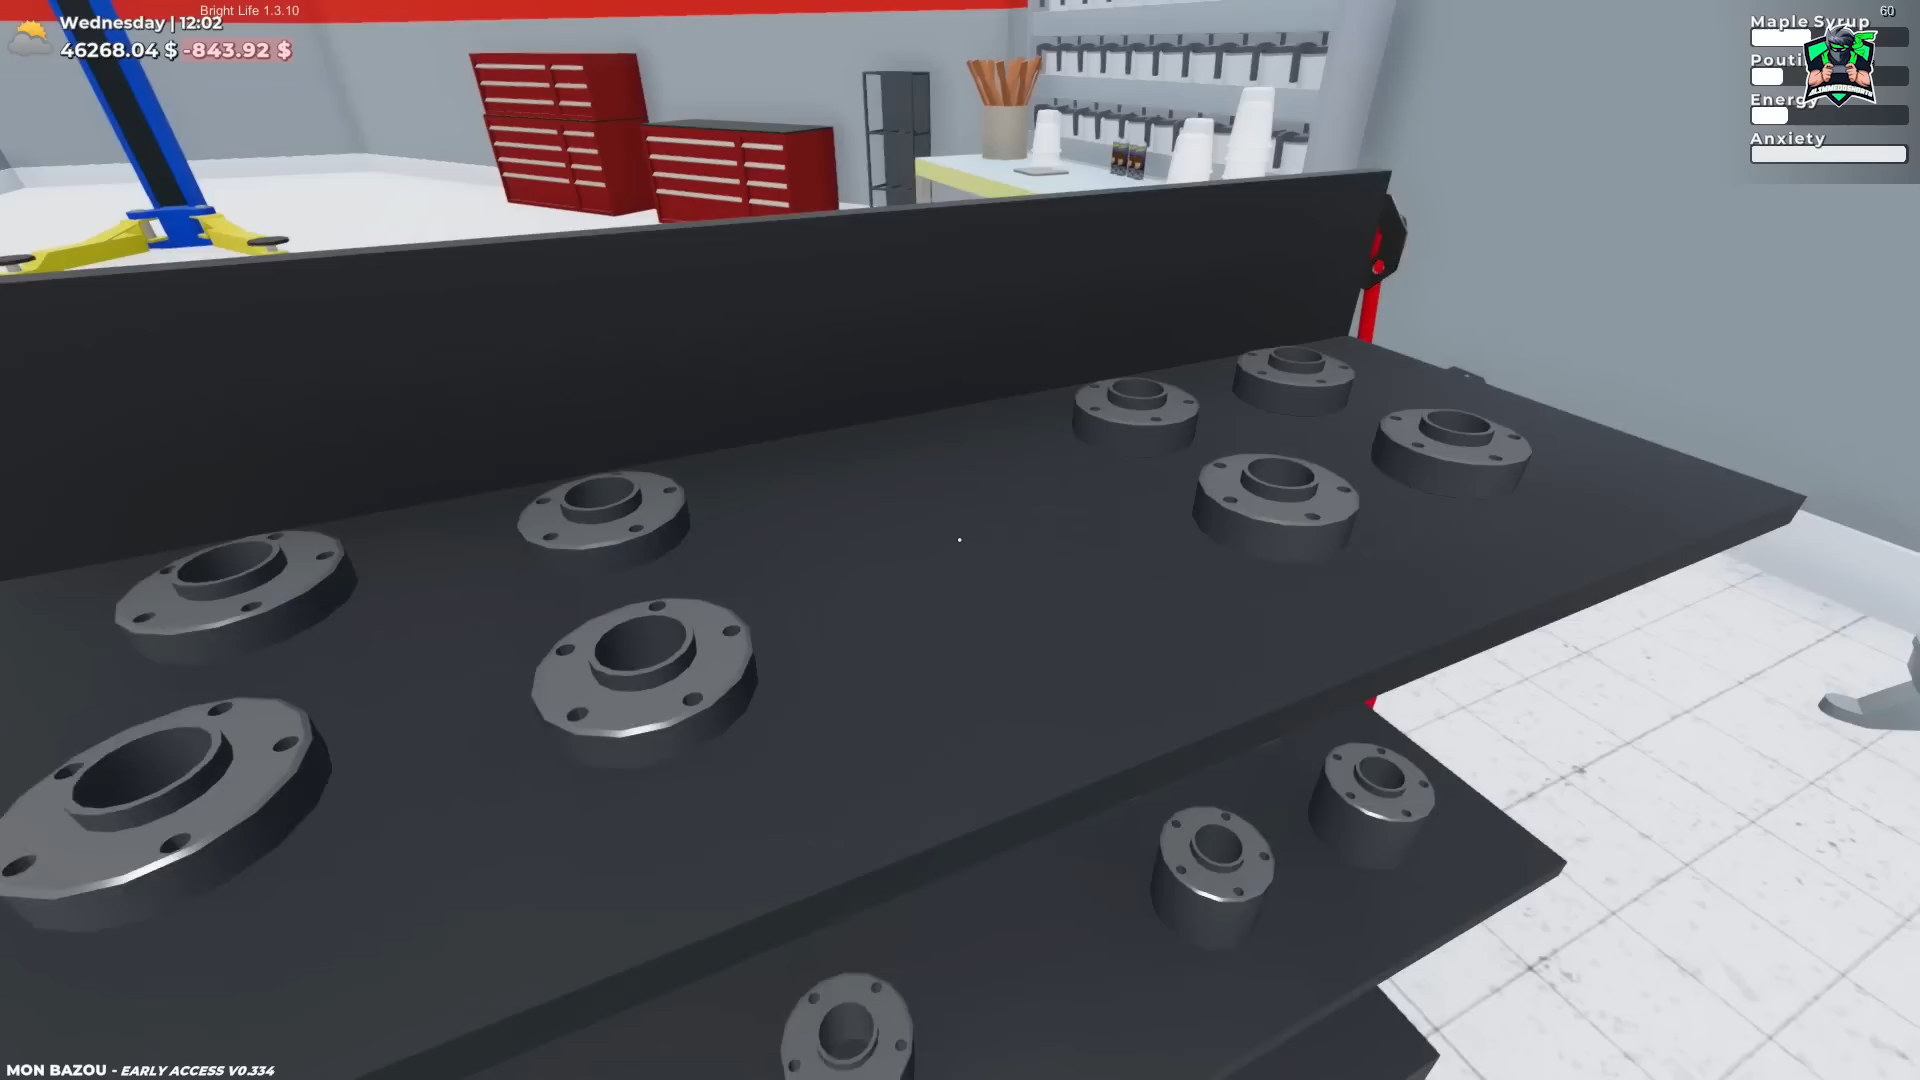 Bright Life 1.3.10
Wednesday | 12:02
46268.04 $ -843.92 $
60
Maple Syrup
Pouti
Energy
Anxiety
MON BAZOU - EARLY ACCESS V0.334